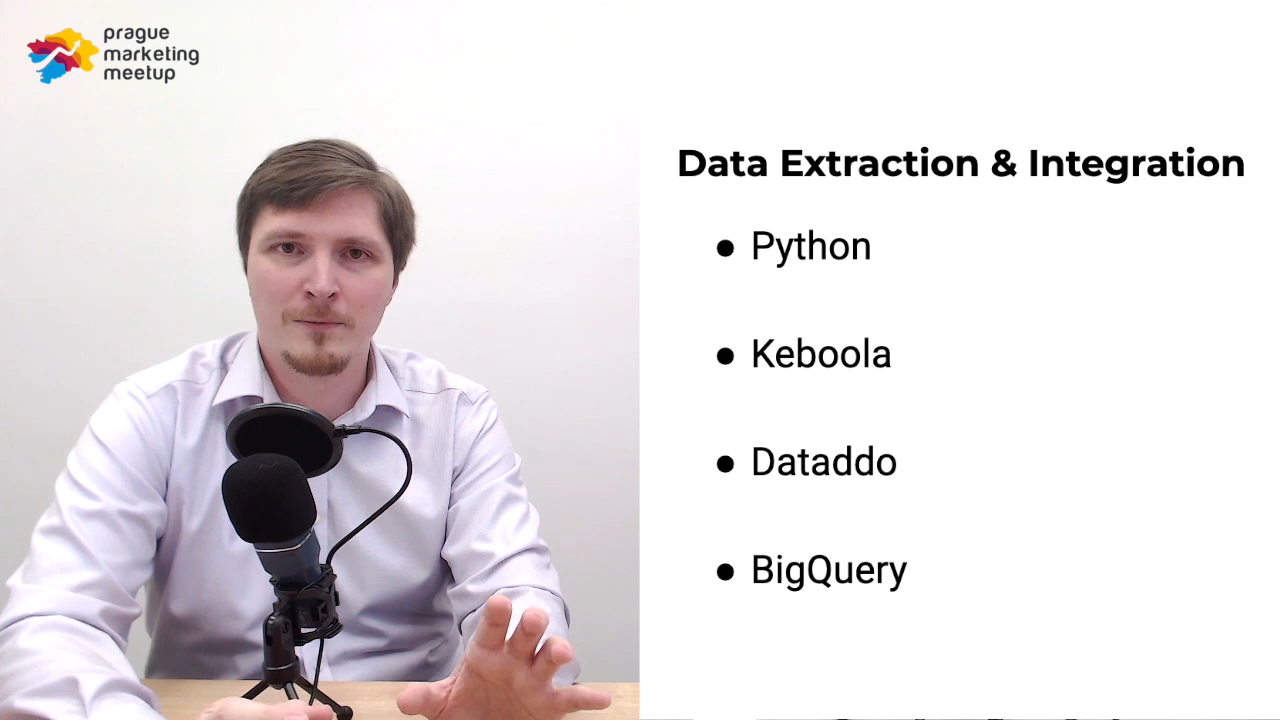 prague
marketing
meetup
Data Extraction & Integration
● Python
● Keboola
● Dataddo
● BigQuery